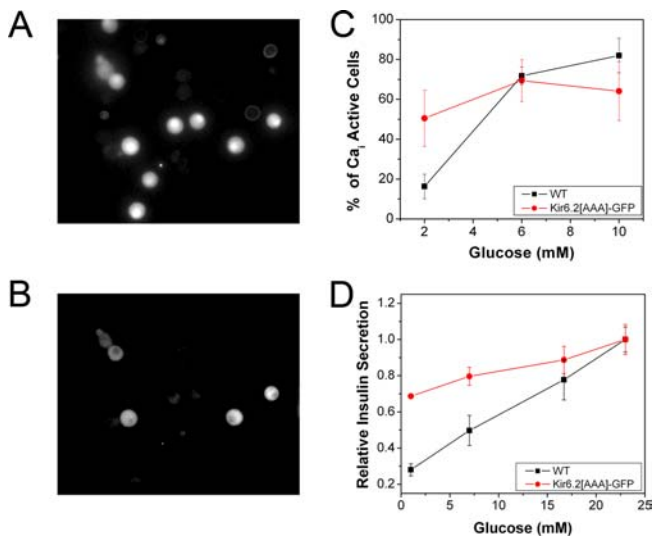 A
B
C
% of Cai Active Cells
100
80
60
40
20
0
2
4
6
8
10
Glucose (mM)
WT
Kir6.2[AAA]-GFP
D
Relative Insulin Secretion
1.2
1.0
0.8
0.6
0.4
0.2
0
5
10
15
20
25
Glucose (mM)
WT
Kir6.2[AAA]-GFP